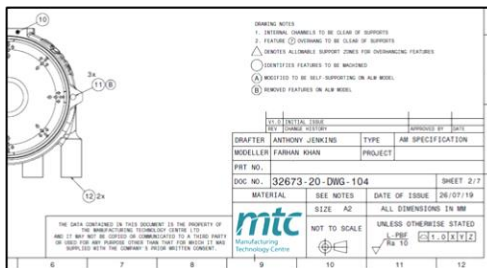 10
DRAWING NOTES
1. INTERNAL CHANNELS TO BE CLEAR OF SUPPORTS
2. FEATURE 7 OVERHANG TO BE CLEAR OF SUPPORTS
DENOTES ALLOWABLE SUPPORT ZONES FOR OVERHANGING FEATURES
IDENTIFIES FEATURES TO BE MACHINED
A MODIFIED TO BE SELF-SUPPORTING ON ALM MODEL
B REMOVED FEATURES ON ALM MODEL
3x
11 B
12 2x
V1.0 INITIAL ISSUE
REV CHANGE HISTORY APPROVED BY DATE
DRAFTER ANTHONY JENKINS TYPE AM SPECIFICATION
MODELLER FARHAN KHAN PROJECT
PRT NO.
DOC NO. 32673-20-DWG-104 SHEET 2/7
MATERIAL SEE NOTES DATE OF ISSUE 26/07/19
SIZE A2 ALL DIMENSIONS IN MM
NOT TO SCALE UNLESS OTHERWISE STATED
L-PBF
Ra 10
1.0 X Y Z
mtc
Manufacturing
Technology Centre
THE DATA CONTAINED IN THIS DOCUMENT IS THE PROPERTY OF
THE MANUFACTURING TECHNOLOGY CENTRE LTD
AND IT MAY NOT BE COPIED OR COMMUNICATED TO A THIRD PARTY
OR USED FOR ANY PURPOSE OTHER THAN THAT FOR WHICH IT WAS
SUPPLIED WITH THE COMPANY'S PRIOR WRITTEN CONSENT.
6 7 8 9 10 11 12